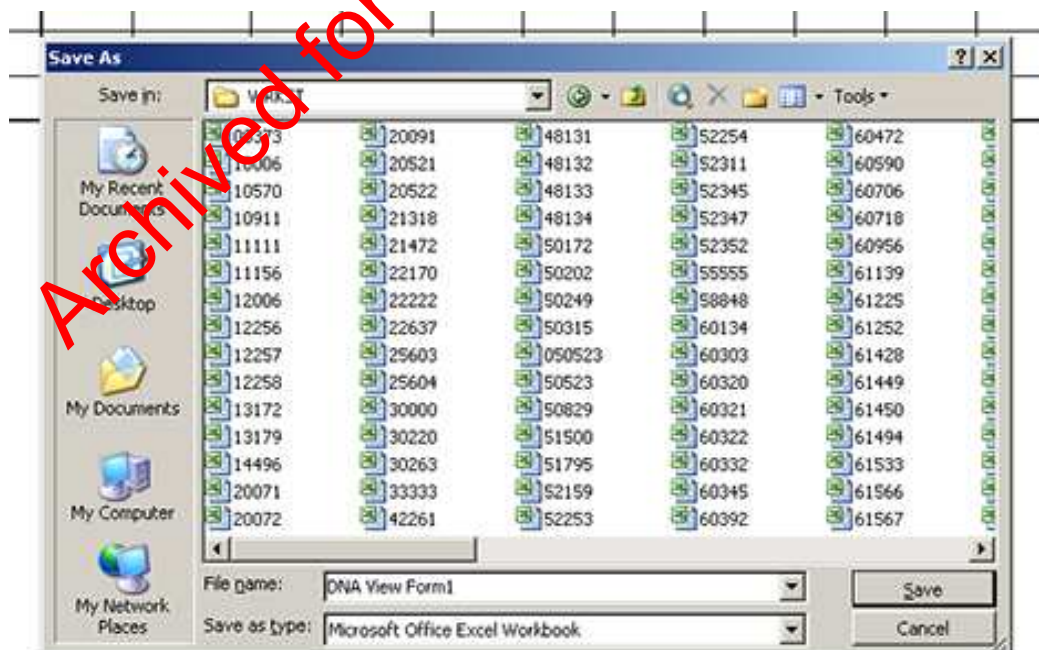 Archived for
Save As
Save in:
Tools
My Recent
Documents
Desktop
My Documents
My Computer
My Network
Places
20091 48131 52254 60472
20521 48132 52311 60590
10570 20522 48133 52345 60706
10911 21318 48134 52347 60718
11111 21472 50172 52352 60956
11156 22170 50202 55555 61139
12006 22222 50249 58848 61225
12256 22637 50315 60134 61252
12257 25603 050523 60303 61428
12258 25604 50523 60320 61449
13172 30000 50829 60321 61450
13179 30220 51500 60322 61494
14496 30263 51795 60332 61533
20071 33333 52159 60345 61566
20072 42261 52253 60392 61567
File name: DNA View Form1 Save
Save as type: Microsoft Office Excel Workbook Cancel